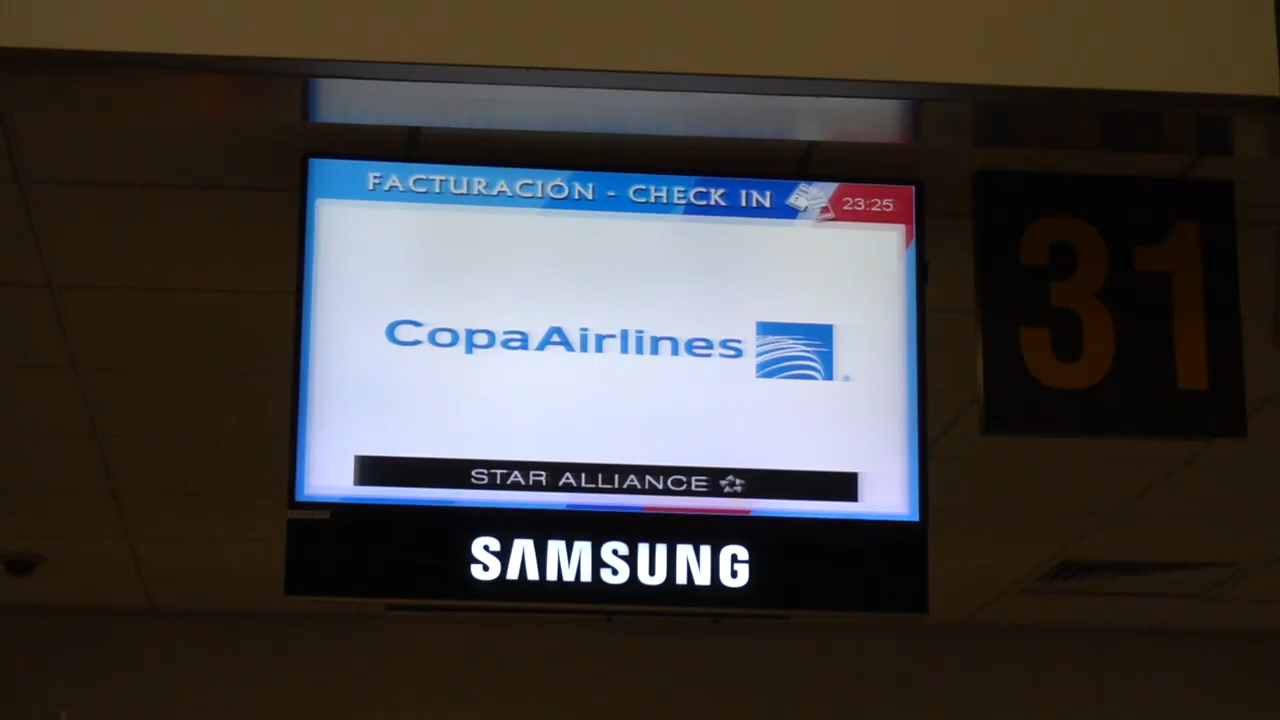 FACTURACIÓN - CHECK IN
23:25
31
CopaAirlines
STAR ALLIANCE
SAMSUNG